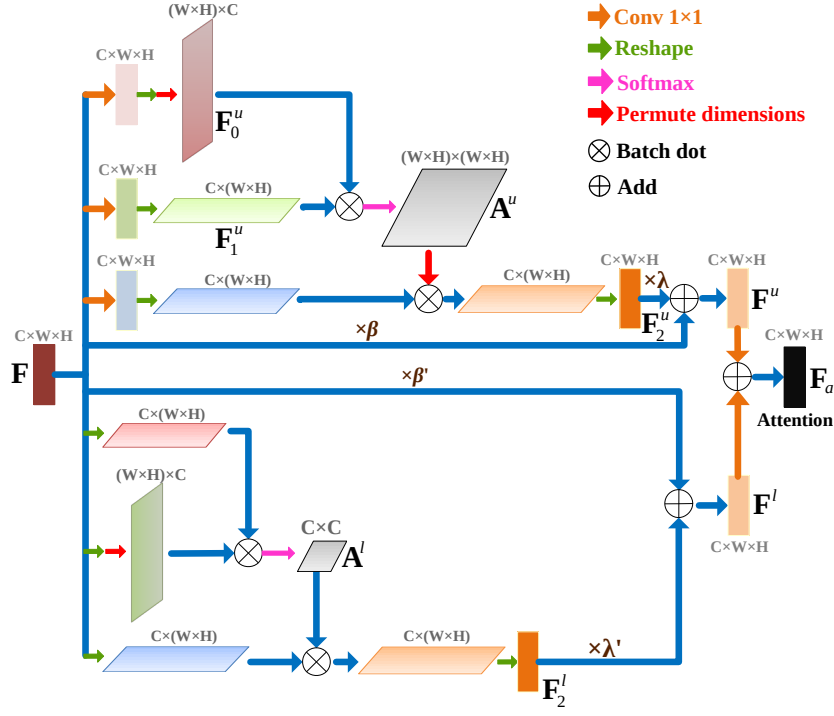 (W×H)×C
C×W×H
F₀ᵘ
Conv 1×1
Reshape
Softmax
Permute dimensions
Batch dot
Add
C×W×H
C×(W×H)
F₁ᵘ
(W×H)×(W×H)
Aᵘ
C×W×H
C×(W×H)
C×(W×H)
C×W×H
×λ
F₂ᵘ
C×W×H
Fᵘ
×β
C×W×H
F
×β'
C×W×H
Fₐ
Attention
C×(W×H)
(W×H)×C
C×C
Aˡ
Fˡ
C×W×H
C×(W×H)
C×(W×H)
F₂ˡ
×λ'